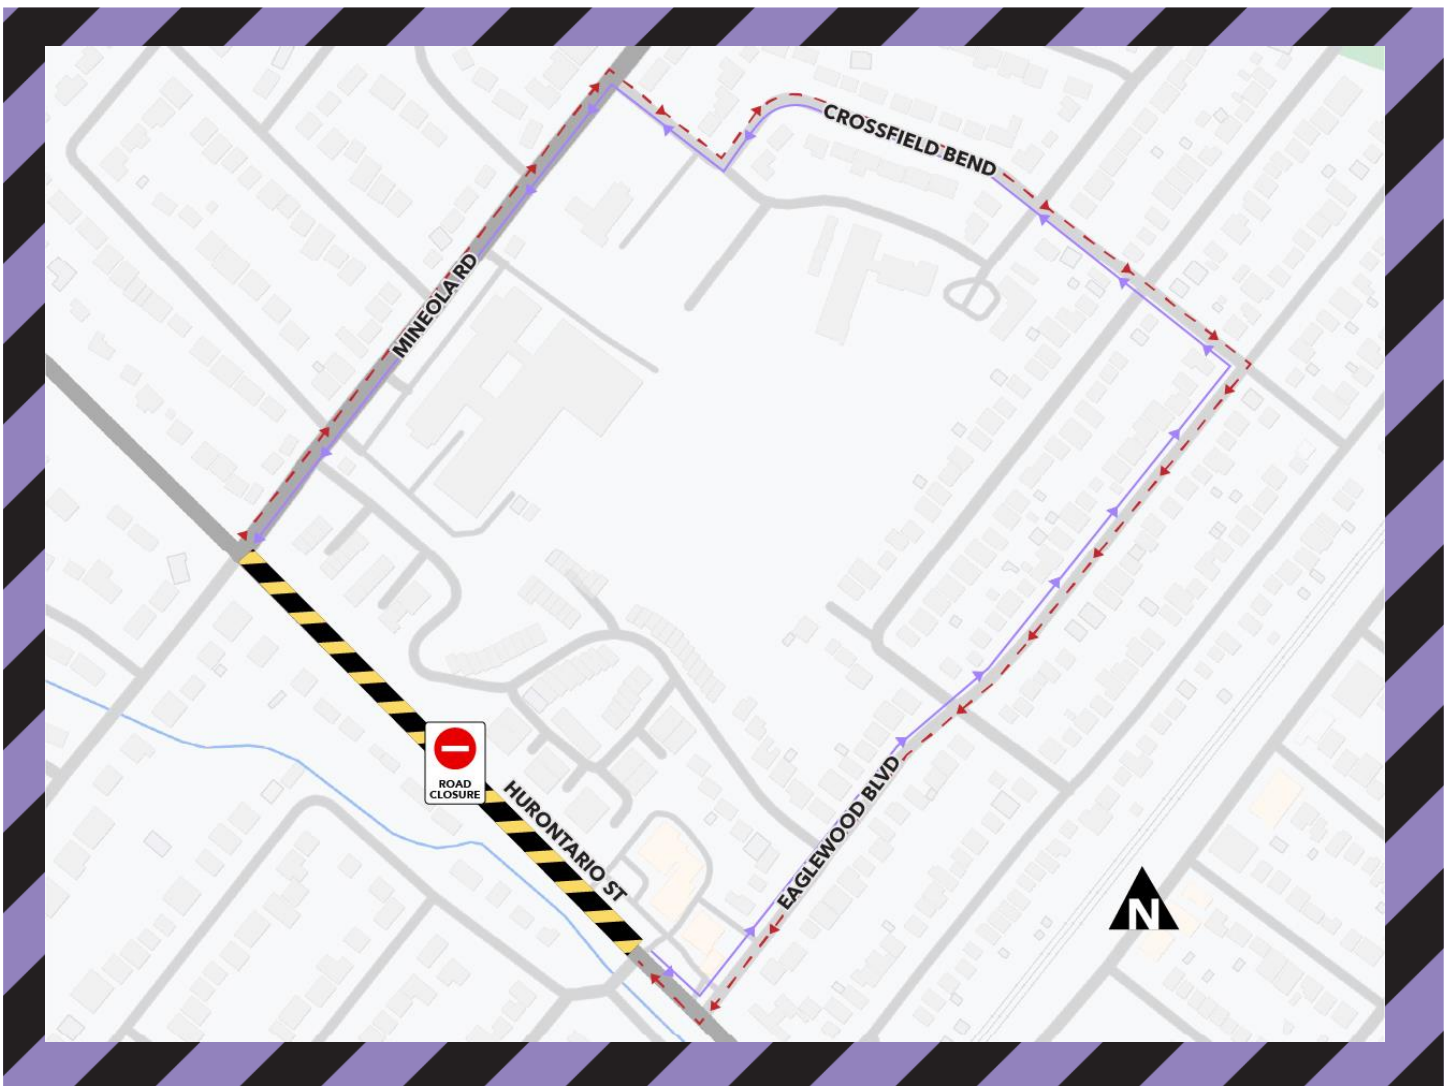 CROSSFIELD BEND
MINEOLA RD
ROAD
CLOSURE
HURONTARIO ST
EAGLEWOOD BLVD
N